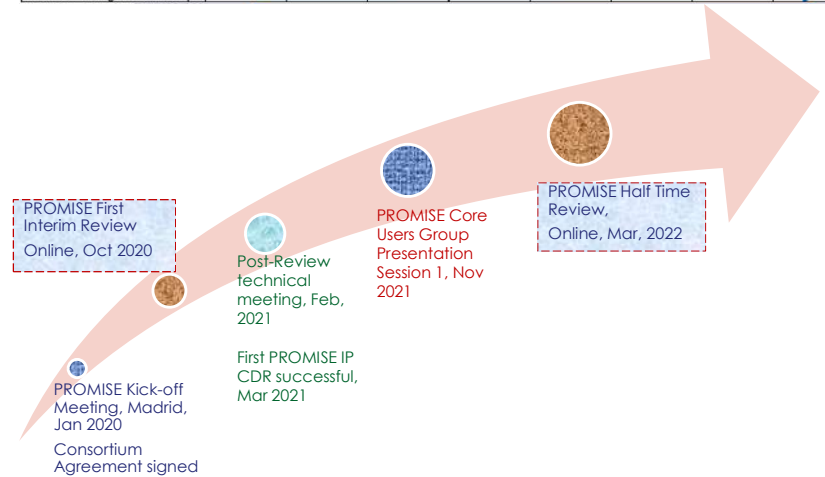 PROMISE First
Interim Review
Online, Oct 2020
PROMISE Kick-off
Meeting, Madrid,
Jan 2020
Consortium
Agreement signed
Post-Review
technical
meeting, Feb,
2021
First PROMISE IP
CDR successful,
Mar 2021
PROMISE Core
Users Group
Presentation
Session 1, Nov
2021
PROMISE Half Time
Review,
Online, Mar, 2022